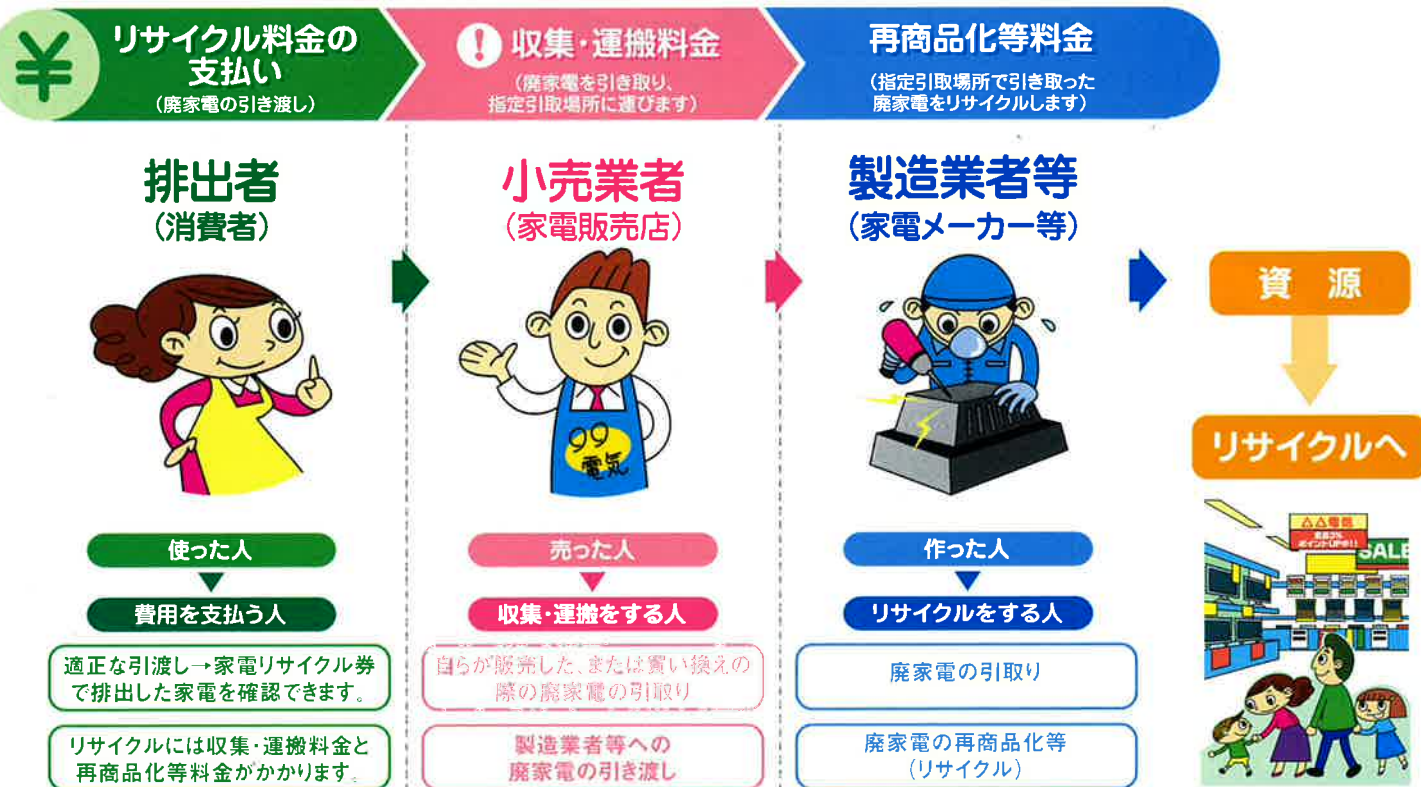 ¥
リサイクル料金の
支払い
(廃家電の引き渡し)
! 収集・運搬料金
(廃家電を引き取り、
指定引取場所に運びます)
再商品化等料金
(指定引取場所で引き取った
廃家電をリサイクルします)
排出者
(消費者)
小売業者
(家電販売店)
製造業者等
(家電メーカー等)
99
電気
資 源
リサイクルへ
使った人
費用を支払う人
適正な引渡し→家電リサイクル券
で排出した家電を確認できます。
リサイクルには収集・運搬料金と
再商品化等料金がかかります。
売った人
収集・運搬をする人
自らが販売した、または買い換えの
際の廃家電の引取り
製造業者等への
廃家電の引き渡し
作った人
リサイクルをする人
廃家電の引取り
廃家電の再商品化等
(リサイクル)
△△電器
ポイントUP中!!
SALE